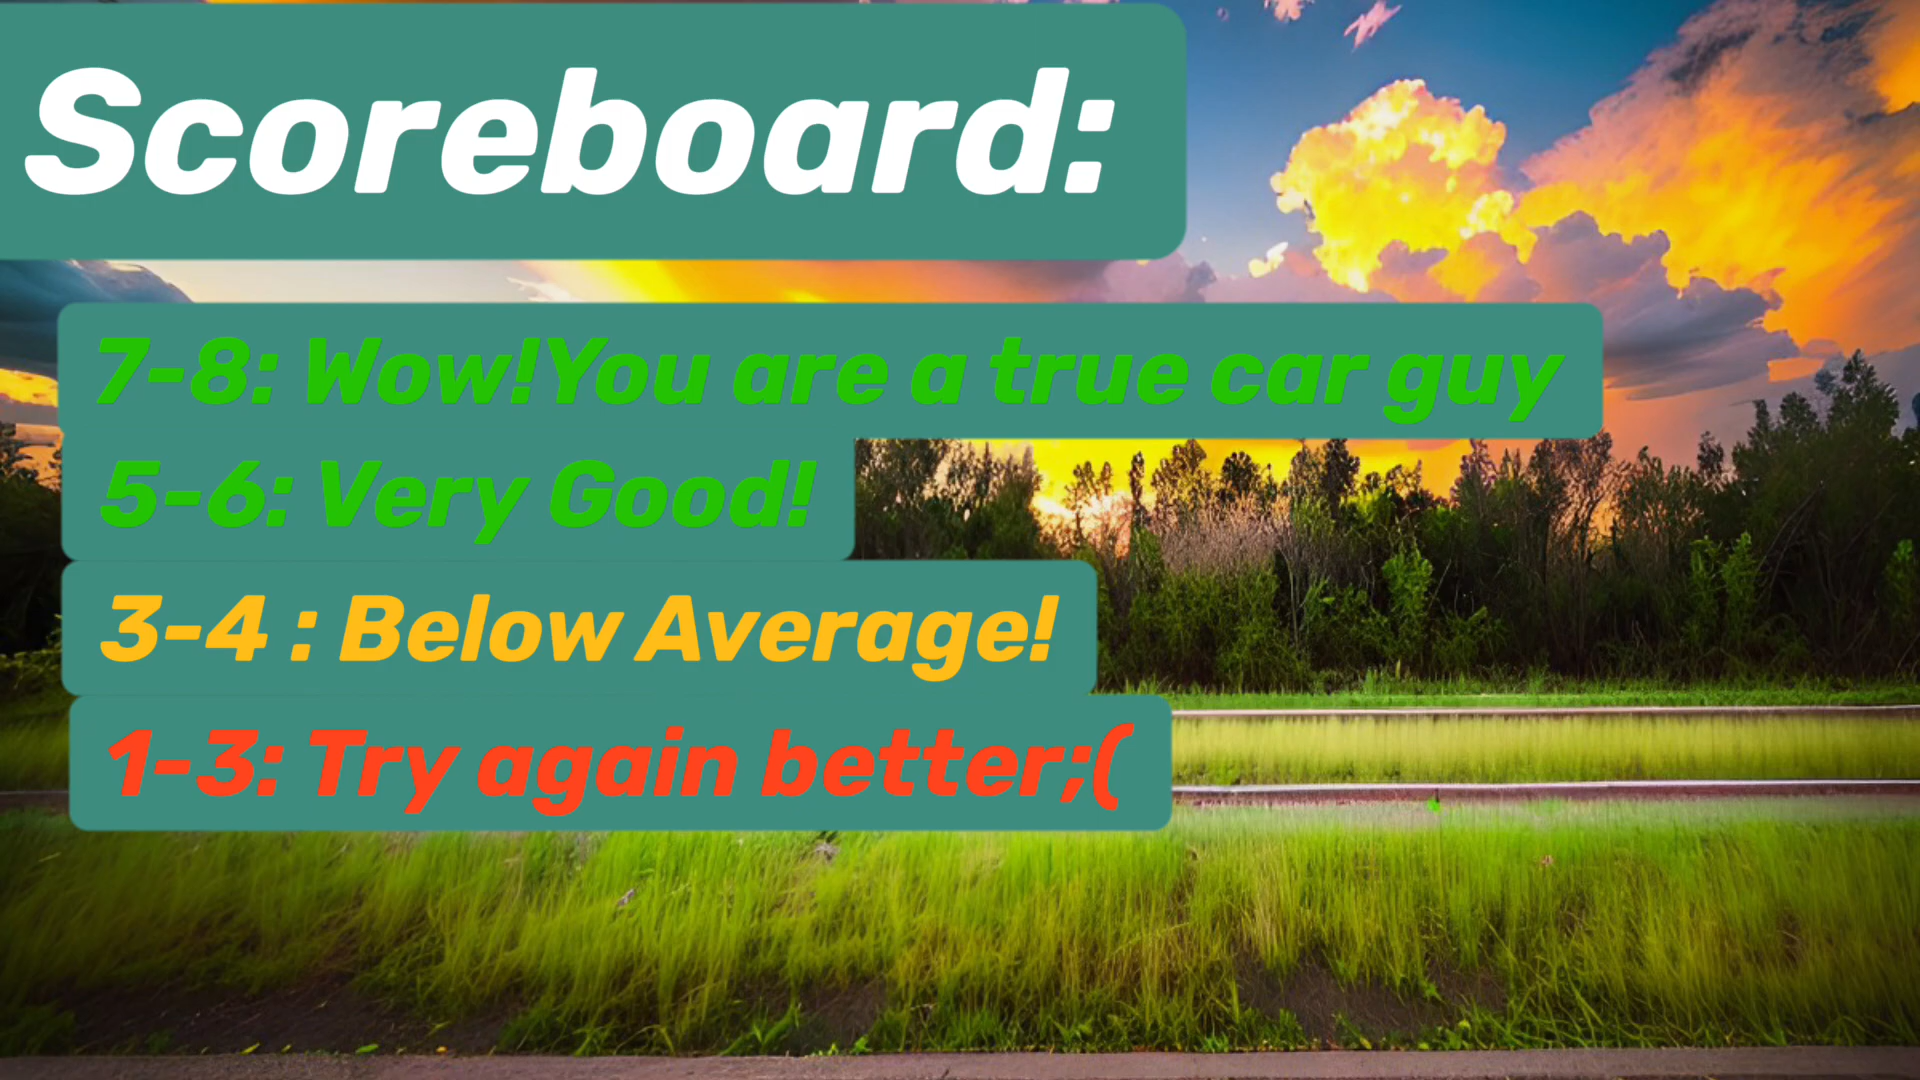 Scoreboard:
7-8: Wow!You are a true car guy
5-6: Very Good!
3-4 : Below Average!
1-3: Try again better;(